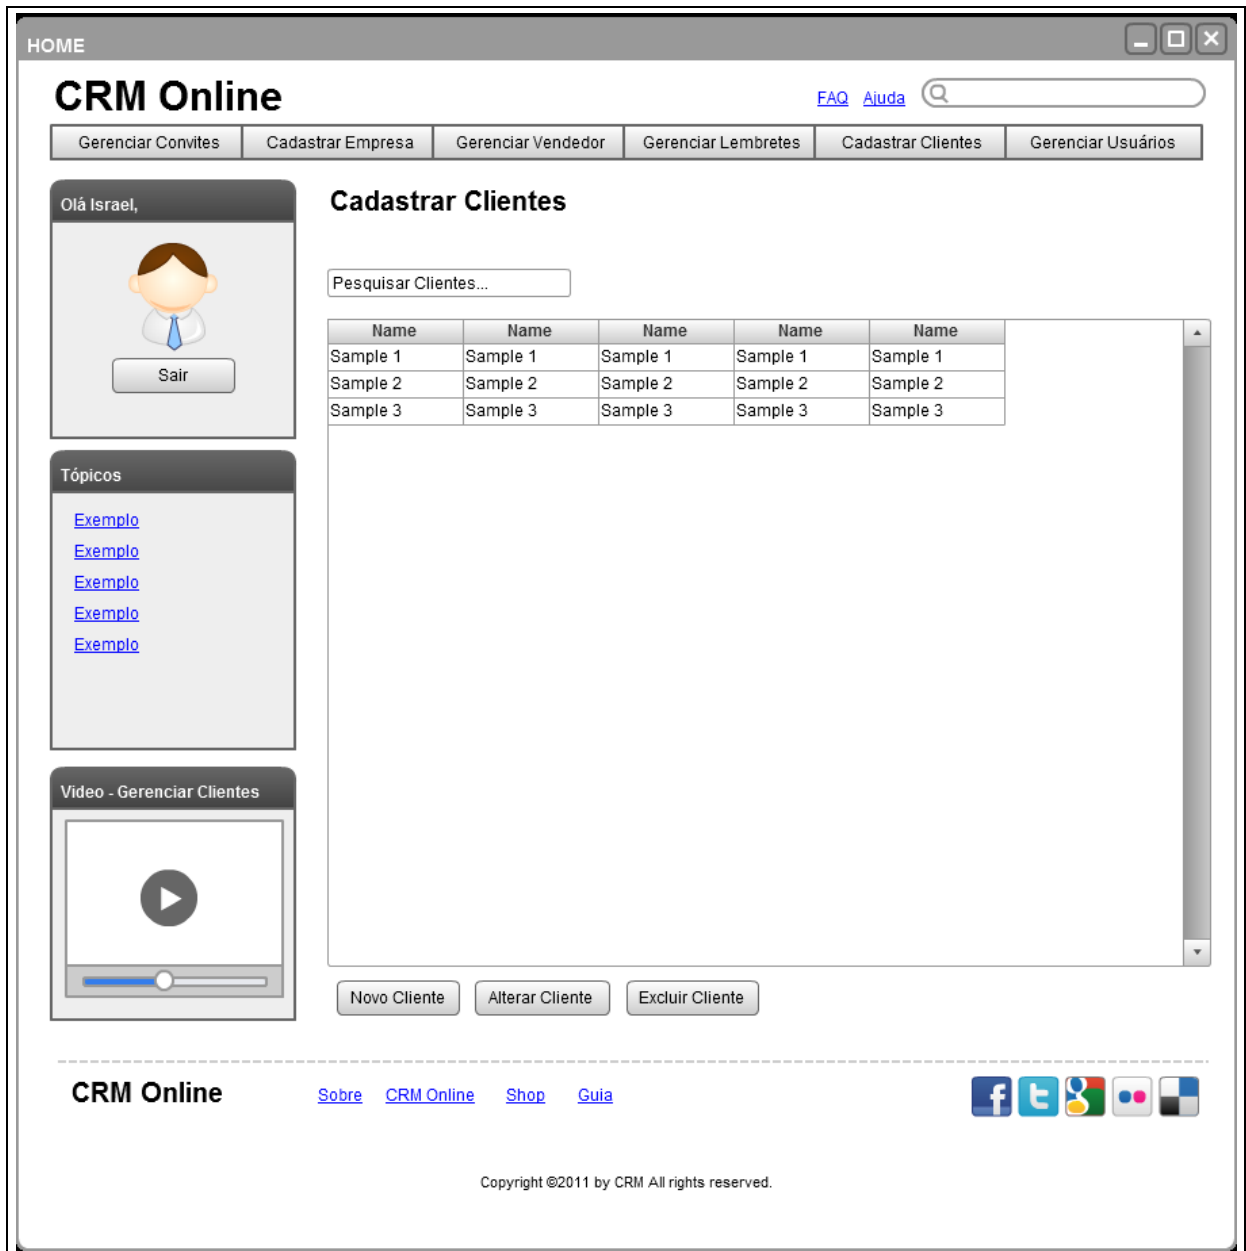 HOME
CRM Online
FAQ Ajuda
Gerenciar Convites Cadastrar Empresa Gerenciar Vendedor Gerenciar Lembretes Cadastrar Clientes Gerenciar Usuários
Olá Israel,
Sair
Tópicos
Exemplo
Exemplo
Exemplo
Exemplo
Exemplo
Video - Gerenciar Clientes
Cadastrar Clientes
Pesquisar Clientes...
Name Name Name Name Name
Sample 1 Sample 1 Sample 1 Sample 1 Sample 1
Sample 2 Sample 2 Sample 2 Sample 2 Sample 2
Sample 3 Sample 3 Sample 3 Sample 3 Sample 3
Novo Cliente Alterar Cliente Excluir Cliente
CRM Online Sobre CRM Online Shop Guia
Copyright ©2011 by CRM All rights reserved.